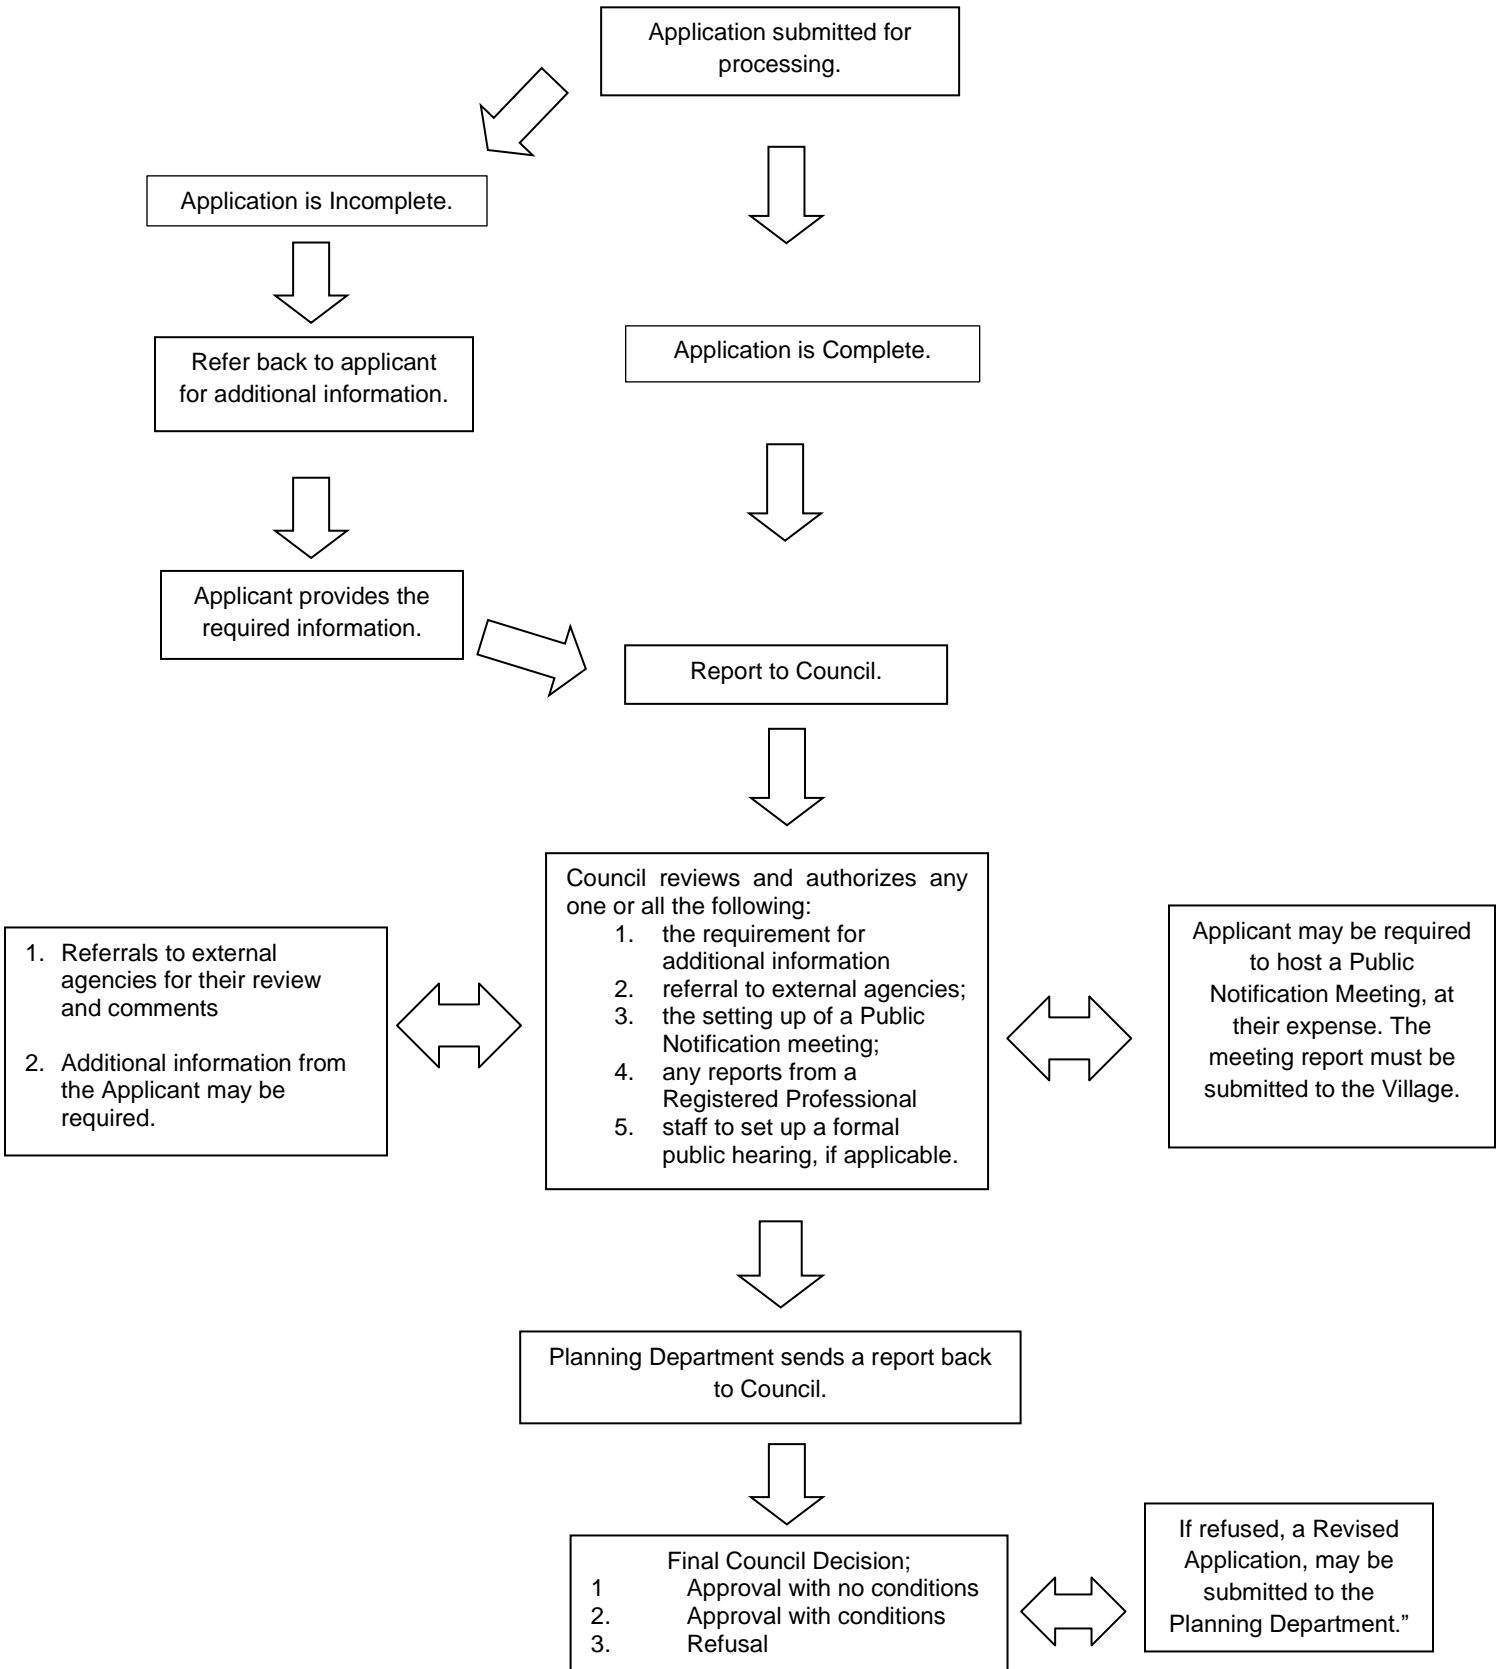 Application submitted for
processing.
Application is Incomplete.
Refer back to applicant
for additional information.
Application is Complete.
Applicant provides the
required information.
Report to Council.
Council reviews and authorizes any
one or all the following:
1. the requirement for
additional information
2. referral to external agencies;
3. the setting up of a Public
Notification meeting;
4. any reports from a
Registered Professional
5. staff to set up a formal
public hearing, if applicable.
1. Referrals to external
agencies for their review
and comments
2. Additional information from
the Applicant may be
required.
Applicant may be required
to host a Public
Notification Meeting, at
their expense. The
meeting report must be
submitted to the Village.
Planning Department sends a report back
to Council.
Final Council Decision;
1 Approval with no conditions
2. Approval with conditions
3. Refusal
If refused, a Revised
Application, may be
submitted to the
Planning Department.”